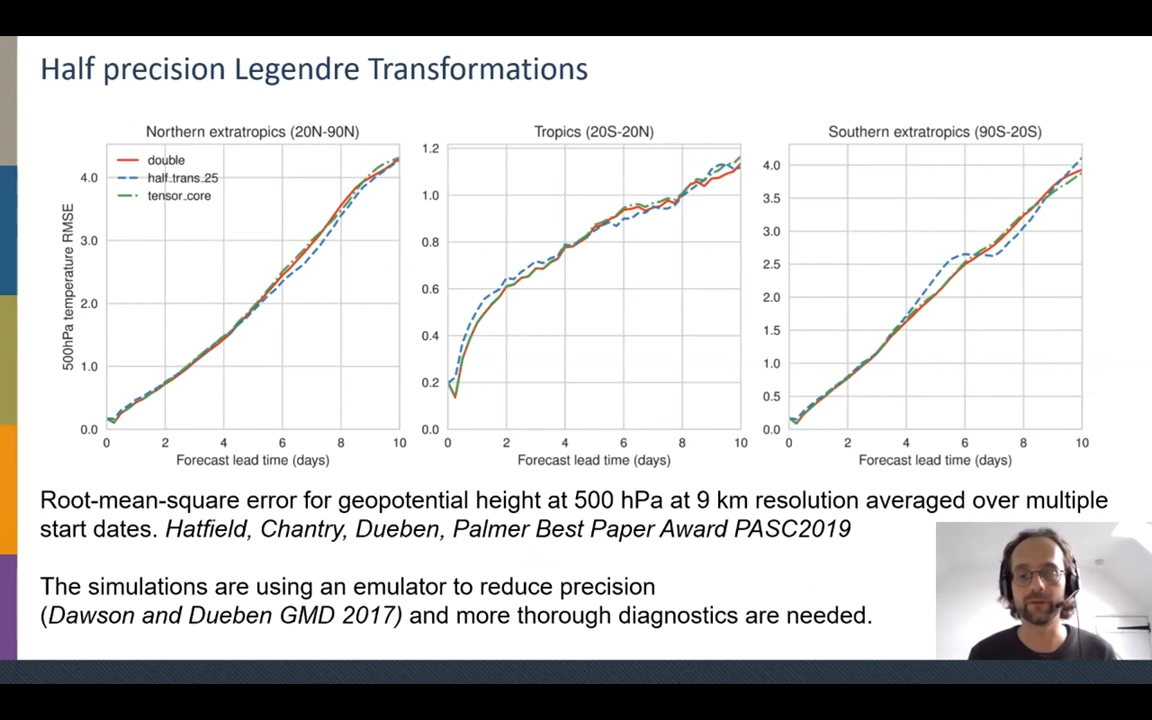 Half precision Legendre Transformations
Northern extratropics (20N-90N)
Tropics (20S-20N)
Southern extratropics (90S-20S)
double
half_trans_25
tensor_core
500hPa temperature RMSE
4.0
3.0
2.0
1.0
0.0
0 2 4 6 8 10
Forecast lead time (days)
1.2
1.0
0.8
0.6
0.4
0.2
0.0
0 2 4 6 8 10
Forecast lead time (days)
4.0
3.5
3.0
2.5
2.0
1.5
1.0
0.5
0.0
0 2 4 6 8 10
Forecast lead time (days)
Root-mean-square error for geopotential height at 500 hPa at 9 km resolution averaged over multiple
start dates. Hatfield, Chantry, Dueben, Palmer Best Paper Award PASC2019
The simulations are using an emulator to reduce precision
(Dawson and Dueben GMD 2017) and more thorough diagnostics are needed.